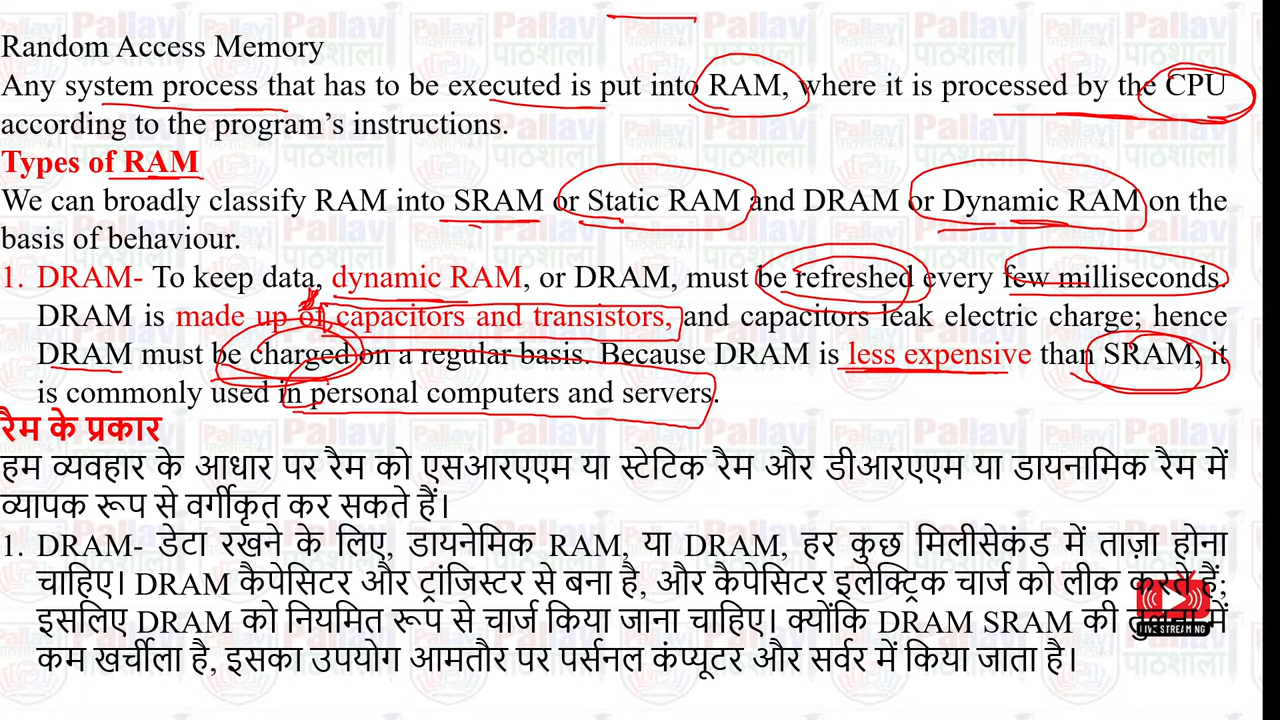 Random Access Memory
Any system process that has to be executed is put into RAM, where it is processed by the CPU
according to the program's instructions.
Types of RAM
We can broadly classify RAM into SRAM or Static RAM and DRAM or Dynamic RAM on the
basis of behaviour.
1. DRAM- To keep data, dynamic RAM, or DRAM, must be refreshed every few milliseconds.
DRAM is made up of capacitors and transistors, and capacitors leak electric charge; hence
DRAM must be charged on a regular basis. Because DRAM is less expensive than SRAM, it
is commonly used in personal computers and servers.
रैम के प्रकार
हम व्यवहार के आधार पर रैम को एसआरएएम या स्टेटिक रैम और डीआरएएम या डायनामिक रैम में
व्यापक रूप से वर्गीकृत कर सकते हैं।
1. DRAM- डेटा रखने के लिए, डायनेमिक RAM, या DRAM, हर कुछ मिलीसेकंड में ताज़ा होना
चाहिए। DRAM कैपेसिटर और ट्रांजिस्टर से बना है, और कैपेसिटर इलेक्ट्रिक चार्ज को लीक करते हैं;
इसलिए DRAM को नियमित रूप से चार्ज किया जाना चाहिए। क्योंकि DRAM SRAM की तुलना में
कम खर्चीला है, इसका उपयोग आमतौर पर पर्सनल कंप्यूटर और सर्वर में किया जाता है।
LIVE STREAMING
Pallavi
पाठशाला